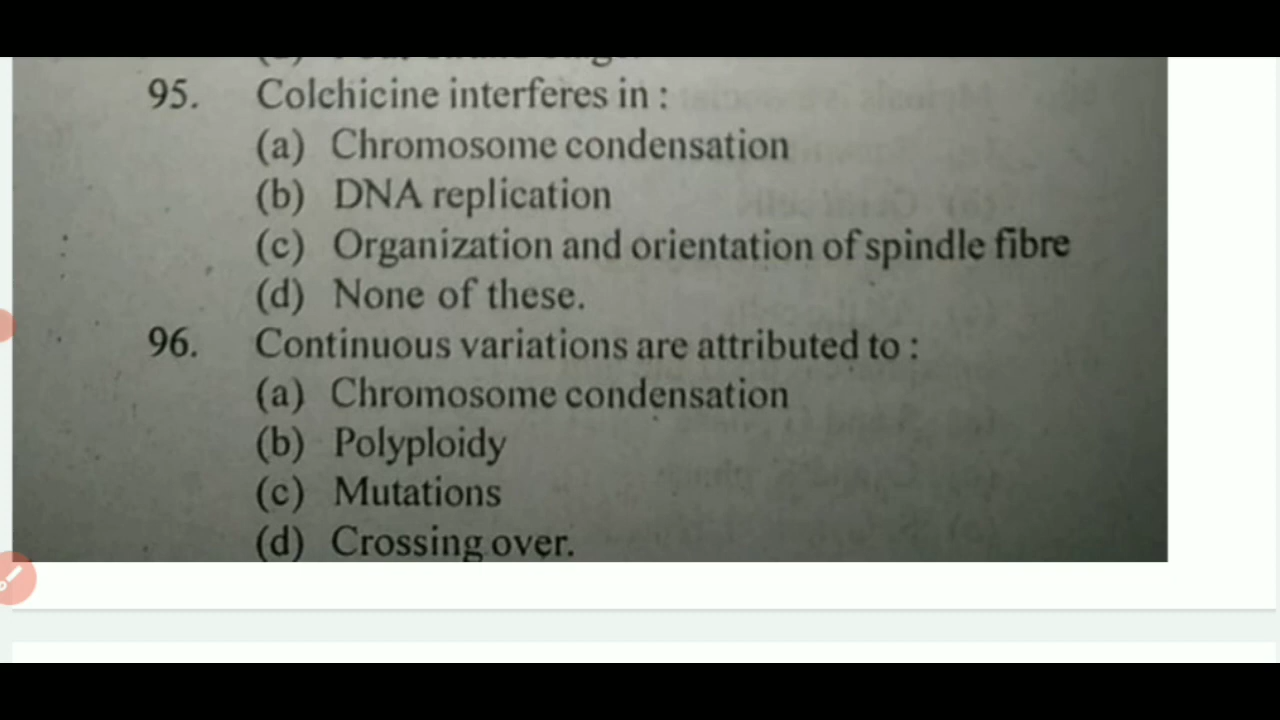 95. Colchicine interferes in :
(a) Chromosome condensation
(b) DNA replication
(c) Organization and orientation of spindle fibre
(d) None of these.
96. Continuous variations are attributed to :
(a) Chromosome condensation
(b) Polyploidy
(c) Mutations
(d) Crossing over.